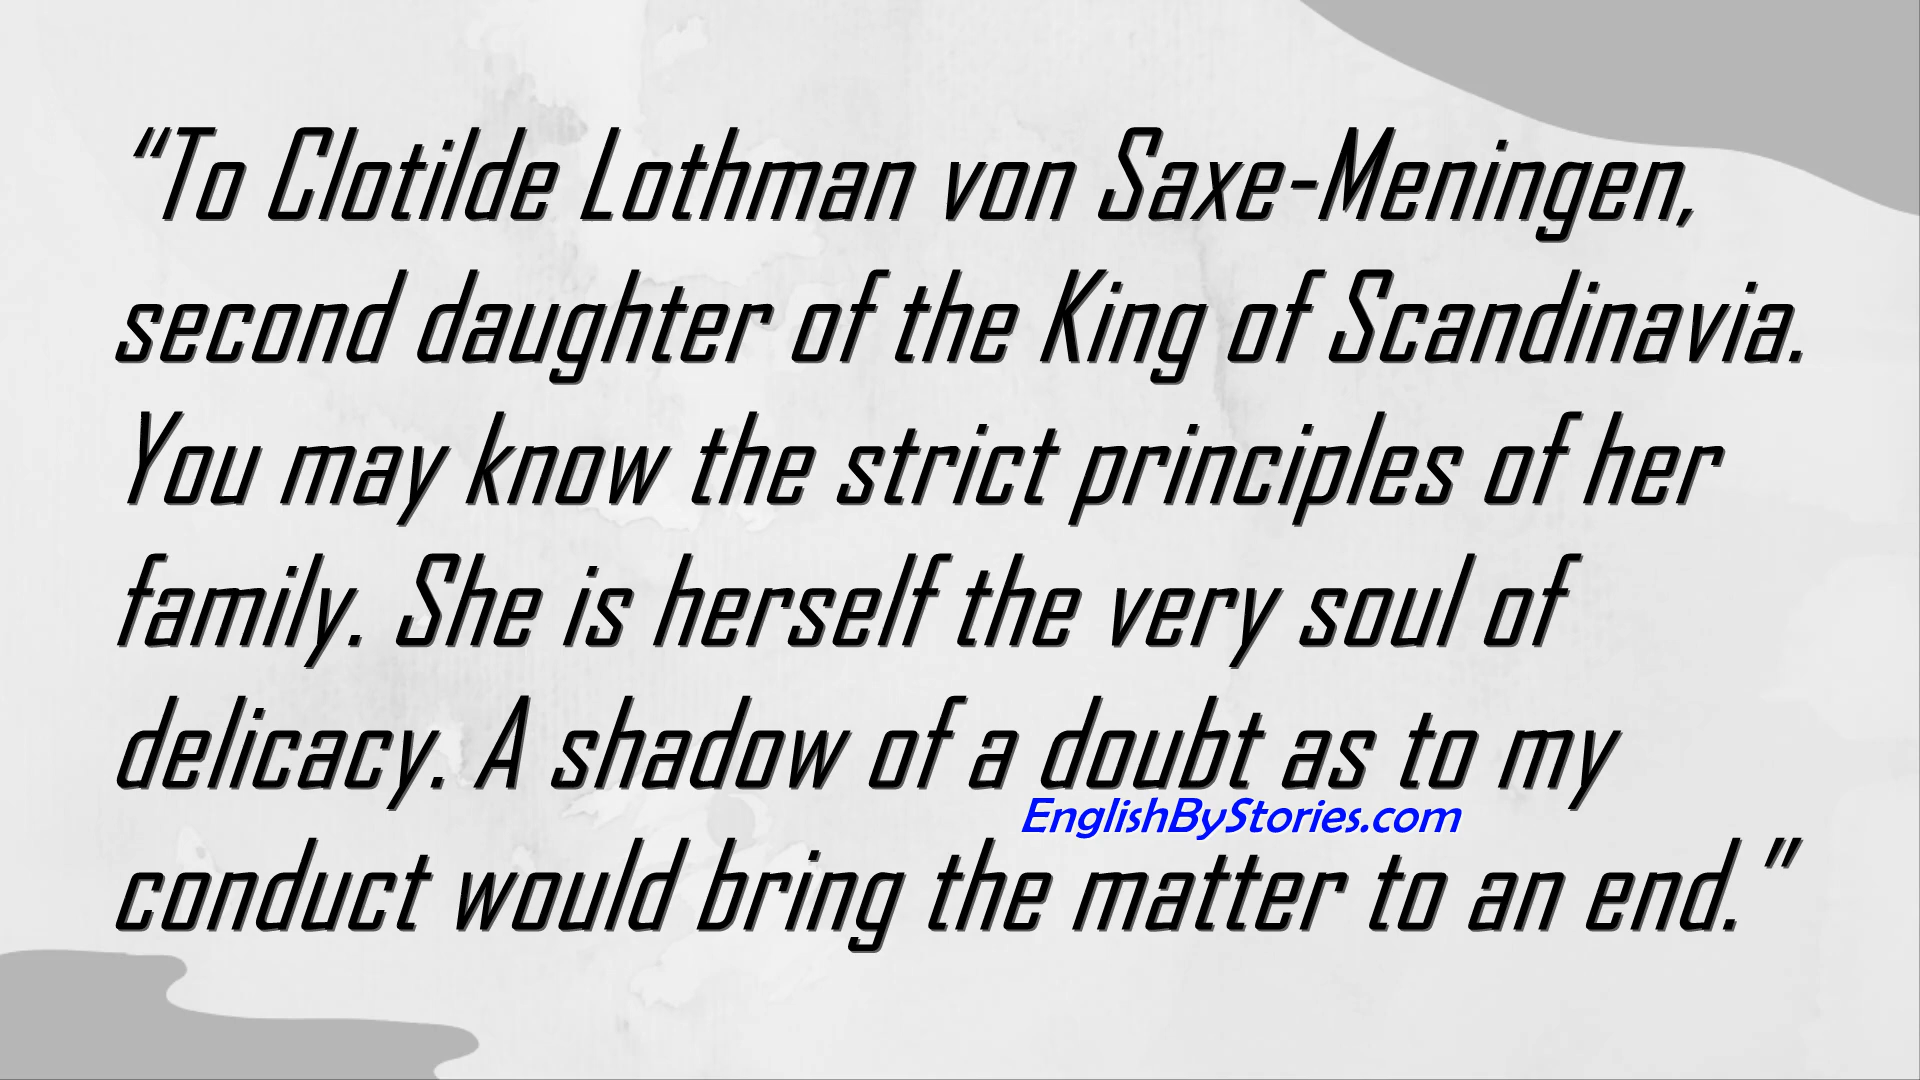 “To Clotilde Lothman von Saxe-Meningen,
second daughter of the King of Scandinavia.
You may know the strict principles of her
family. She is herself the very soul of
delicacy. A shadow of a doubt as to my
EnglishByStories.com
conduct would bring the matter to an end.”